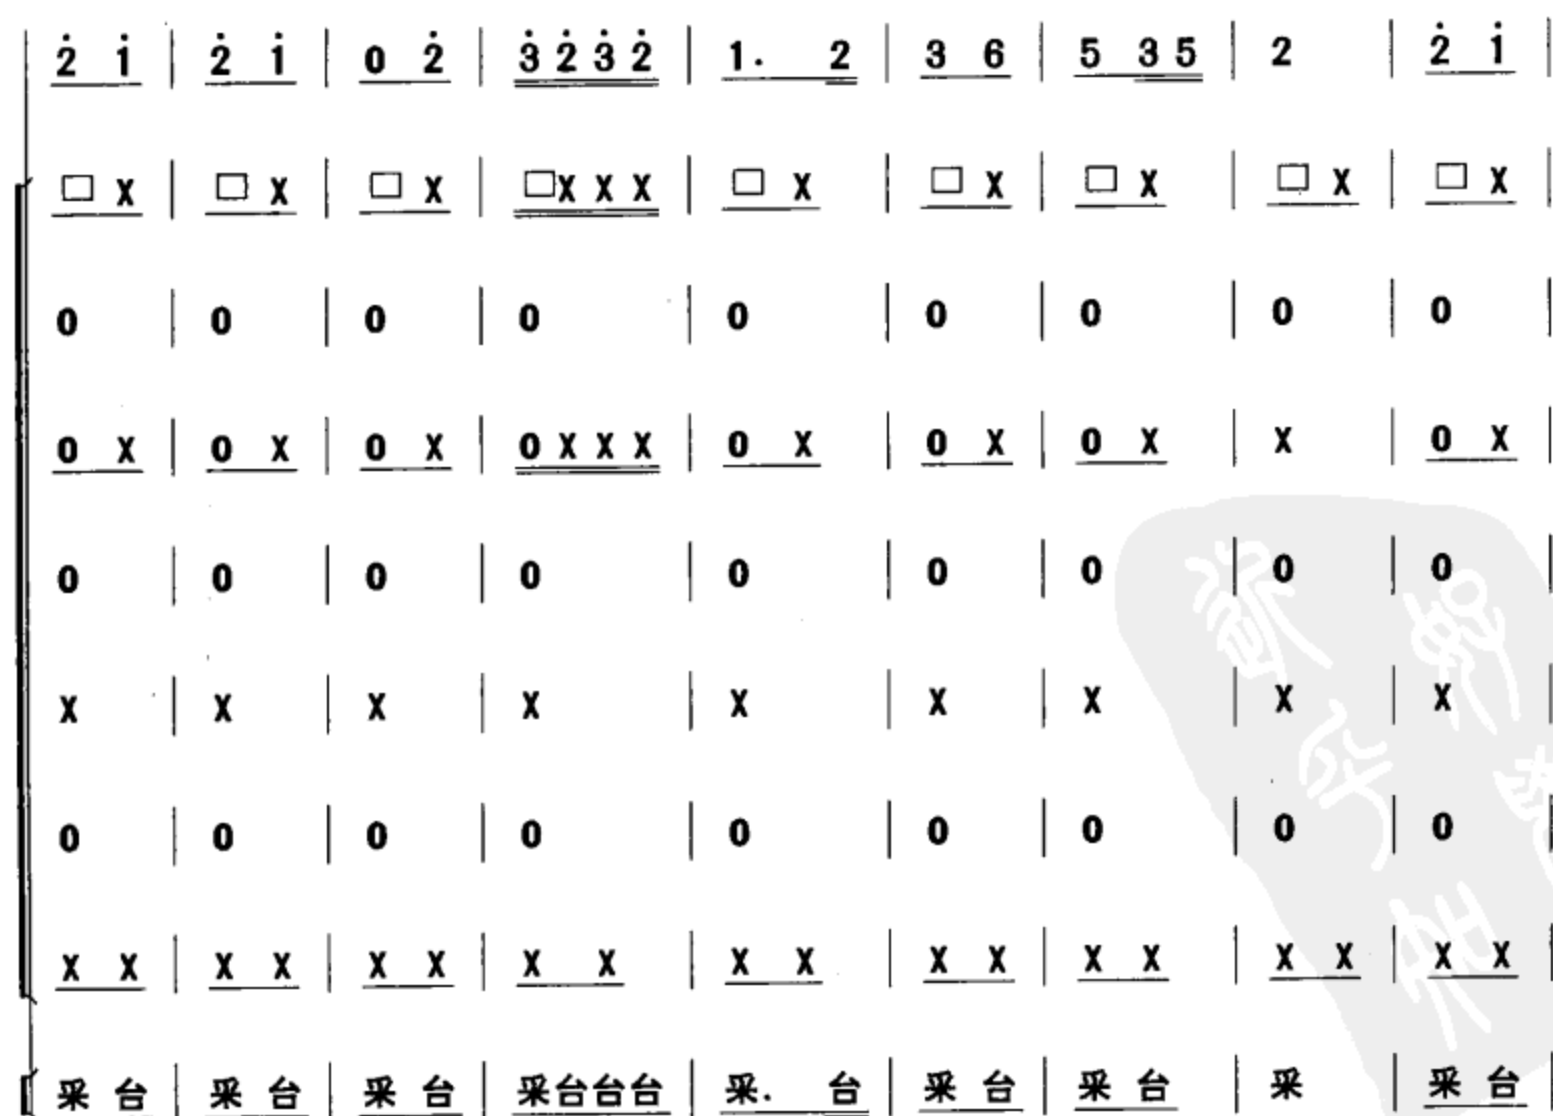 2̇ 1̇ | 2̇ 1̇ | 0 2̇ | 3̇ 2̇ 3̇ 2̇ | 1. 2 | 3 6 | 5 3 5 | 2 | 2̇ 1̇ |
□ X | □ X | □ X | □ X X X | □ X | □ X | □ X | □ X | □ X |
0 | 0 | 0 | 0 | 0 | 0 | 0 | 0 | 0 |
0 X | 0 X | 0 X | 0 X X X | 0 X | 0 X | 0 X | X | 0 X |
0 | 0 | 0 | 0 | 0 | 0 | 0 | 0 | 0 |
X | X | X | X | X | X | X | X | X |
0 | 0 | 0 | 0 | 0 | 0 | 0 | 0 | 0 |
X X | X X | X X | X X | X X | X X | X X | X X | X X |
采 台 | 采 台 | 采 台 | 采台台台 | 采. 台 | 采 台 | 采 台 | 采 | 采 台 |